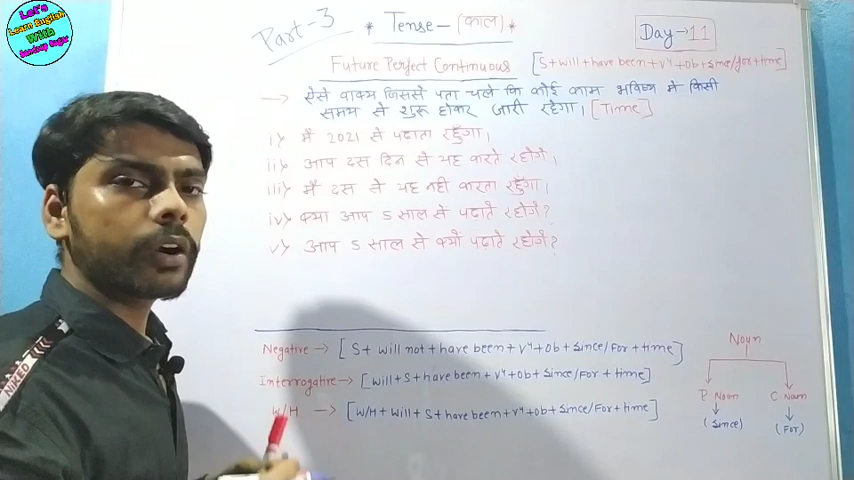 Let's
Learn English
With
Sandeep Sagar
Part-3
* Tense - (काल) *
Day → 11
Future Perfect Continuous [S + will + have been + V⁴ + Ob + since/for + time]
→ ऐसे वाक्य जिससे पता चले कि कोई काम भविष्य में किसी
समय से शुरू होकर जारी रहेगा। [Time]
i) मैं 2021 से पढ़ाता रहूँगा।
ii) आप दस दिन से यह करते रहोगे।
iii) मैं दस से यह नहीं करता रहूँगा।
iv) क्या आप 5 साल से पढ़ाते रहोगे?
v) आप 5 साल से क्यों पढ़ाते रहोगे?
Negative → [S + will not + have been + V⁴ + Ob + Since/For + time]
Interrogative → [will + S + have been + V⁴ + Ob + Since/For + time]
W/H → [W/H + Will + S + have been + V⁴ + Ob + Since/For + time]
Noun
P. Noun C. Noun
(Since) (For)
NIKED